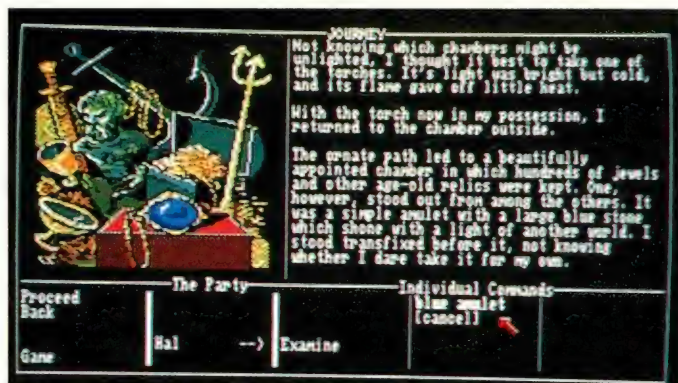 JOURNEY
Not knowing which chambers might be
unlighted, I thought it best to take one of
the torches. It's light was bright but cold,
and its flame gave off little heat.
With the torch now in my possession, I
returned to the chamber outside.
The ornate path led to a beautifully
appointed chamber in which hundreds of jewels
and other age-old relics were kept. One,
however, stood out from among the others. It
was a simple amulet with a large blue stone
which shone with a light of another world. I
stood transfixed before it, not knowing
whether I dare take it for my own.
The Party
Individual Commands
Proceed
Back
Game
Hal -->
Examine
blue amulet
[cancel]